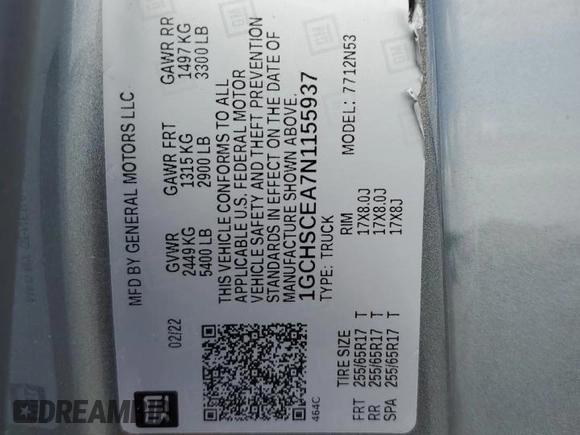 MFD BY GENERAL MOTORS LLC
02/22
GVWR GAWR FRT GAWR RR
2449 KG 1315 KG 1497 KG
5400 LB 2900 LB 3300 LB
THIS VEHICLE CONFORMS TO ALL
APPLICABLE U.S. FEDERAL MOTOR
VEHICLE SAFETY AND THEFT PREVENTION
STANDARDS IN EFFECT ON THE DATE OF
MANUFACTURE SHOWN ABOVE.
1GCHSCEA7N1155937
TYPE: TRUCK MODEL: 7712N53
464C
TIRE SIZE RIM
FRT 255/65R17 T 17X8.0J
RR 255/65R17 T 17X8.0J
SPA 255/65R17 T 17X8J
GM
DREAM